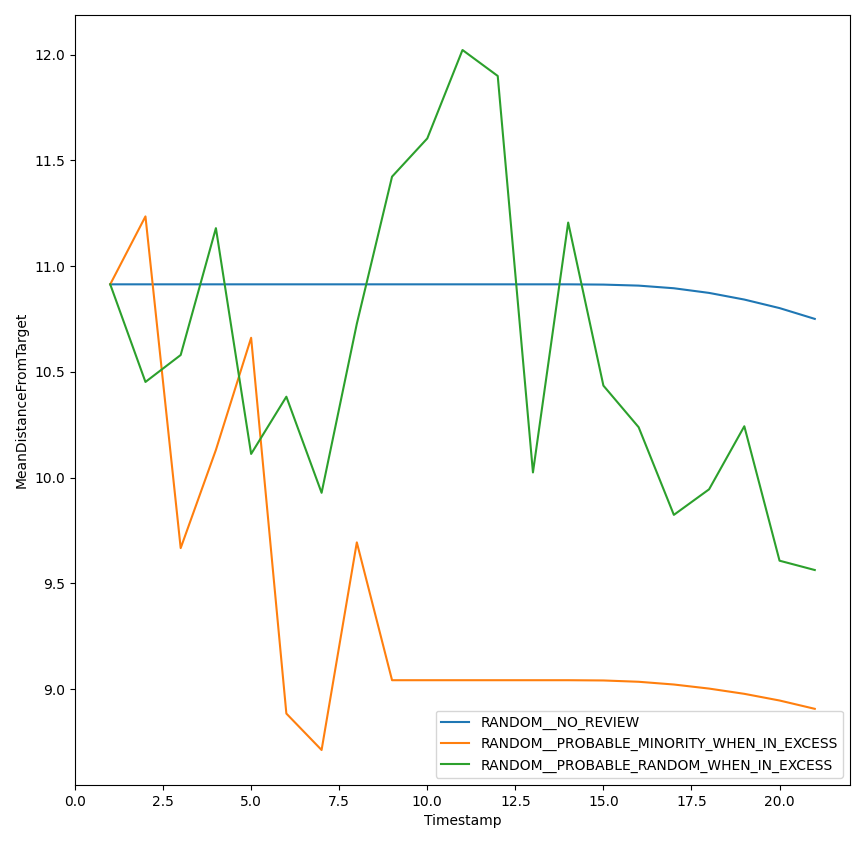 12.0
11.5
11.0
10.5
10.0
9.5
9.0
MeanDistanceFromTarget
RANDOM__NO_REVIEW
RANDOM__PROBABLE_MINORITY_WHEN_IN_EXCESS
RANDOM__PROBABLE_RANDOM_WHEN_IN_EXCESS
0.0 2.5 5.0 7.5 10.0 12.5 15.0 17.5 20.0
Timestamp